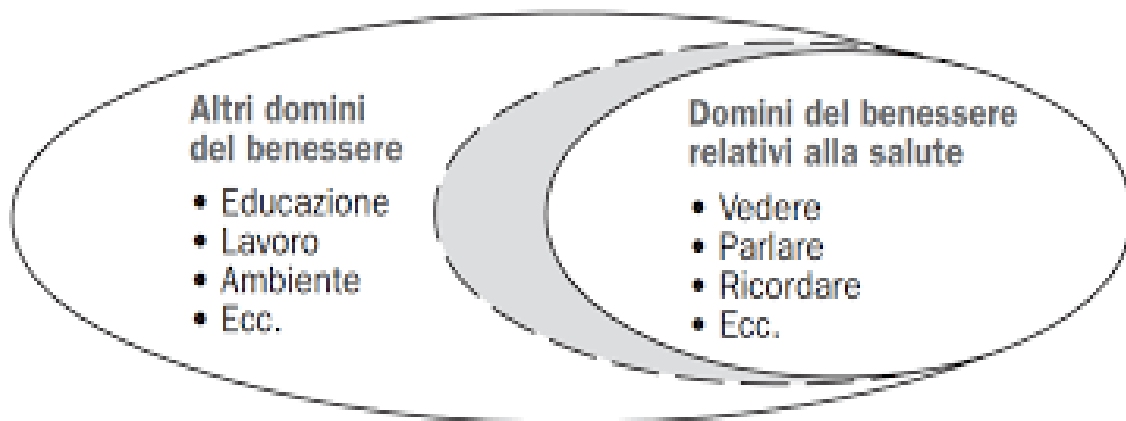 Altri domini
del benessere
• Educazione
• Lavoro
• Ambiente
• Ecc.
Domini del benessere
relativi alla salute
• Vedere
• Parlare
• Ricordare
• Ecc.